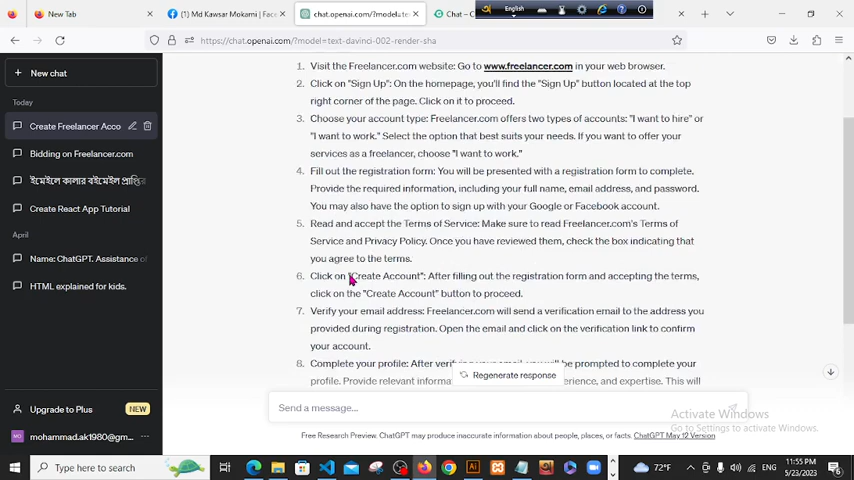 New Tab
(1) Md Kawsar Mokami | Fac
chat.openai.com/?model=te
Chat – C
English
https://chat.openai.com/?model=text-davinci-002-render-sha
New chat
Today
Create Freelancer Acco
Bidding on Freelancer.com
Create React App Tutorial
April
Name: ChatGPT. Assistance of
HTML explained for kids.
Upgrade to Plus
NEW
mohammad.ak1980@gm...
1. Visit the Freelancer.com website: Go to www.freelancer.com in your web browser.
2. Click on "Sign Up": On the homepage, you'll find the "Sign Up" button located at the top
right corner of the page. Click on it to proceed.
3. Choose your account type: Freelancer.com offers two types of accounts: "I want to hire" or
"I want to work." Select the option that best suits your needs. If you want to offer your
services as a freelancer, choose "I want to work."
4. Fill out the registration form: You will be presented with a registration form to complete.
Provide the required information, including your full name, email address, and password.
You may also have the option to sign up with your Google or Facebook account.
5. Read and accept the Terms of Service: Make sure to read Freelancer.com's Terms of
Service and Privacy Policy. Once you have reviewed them, check the box indicating that
you agree to the terms.
6. Click on "Create Account": After filling out the registration form and accepting the terms,
click on the "Create Account" button to proceed.
7. Verify your email address: Freelancer.com will send a verification email to the address you
provided during registration. Open the email and click on the verification link to confirm
your account.
8. Complete your profile: After verifying your email, you will be prompted to complete your
profile. Provide relevant informa erience, and expertise. This will
Regenerate response
Send a message...
Activate Windows
Go to Settings to activate Windows.
Free Research Preview. ChatGPT may produce inaccurate information about people, places, or facts. ChatGPT May 12 Version
Type here to search
72°F
ENG
11:55 PM
5/23/2023